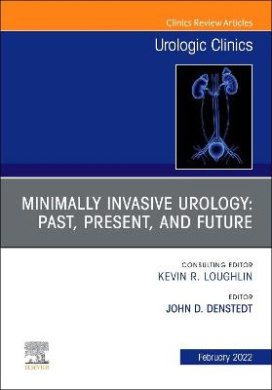 Clinics Review Articles
Urologic Clinics
MINIMALLY INVASIVE UROLOGY:
PAST, PRESENT, AND FUTURE
CONSULTING EDITOR
KEVIN R. LOUGHLIN
EDITOR
JOHN D. DENSTEDT
ELSEVIER
February 2022